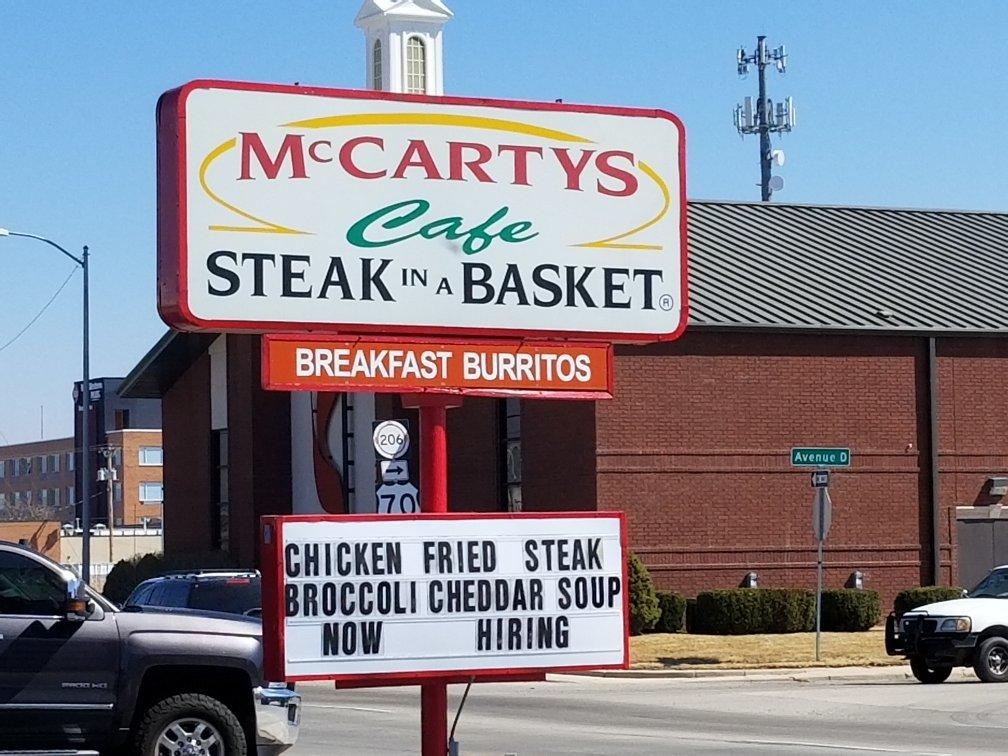 McCARTYS
Cafe
STEAK IN A BASKET®
BREAKFAST BURRITOS
206
70
Avenue D
CHICKEN FRIED STEAK
BROCCOLI CHEDDAR SOUP
NOW HIRING